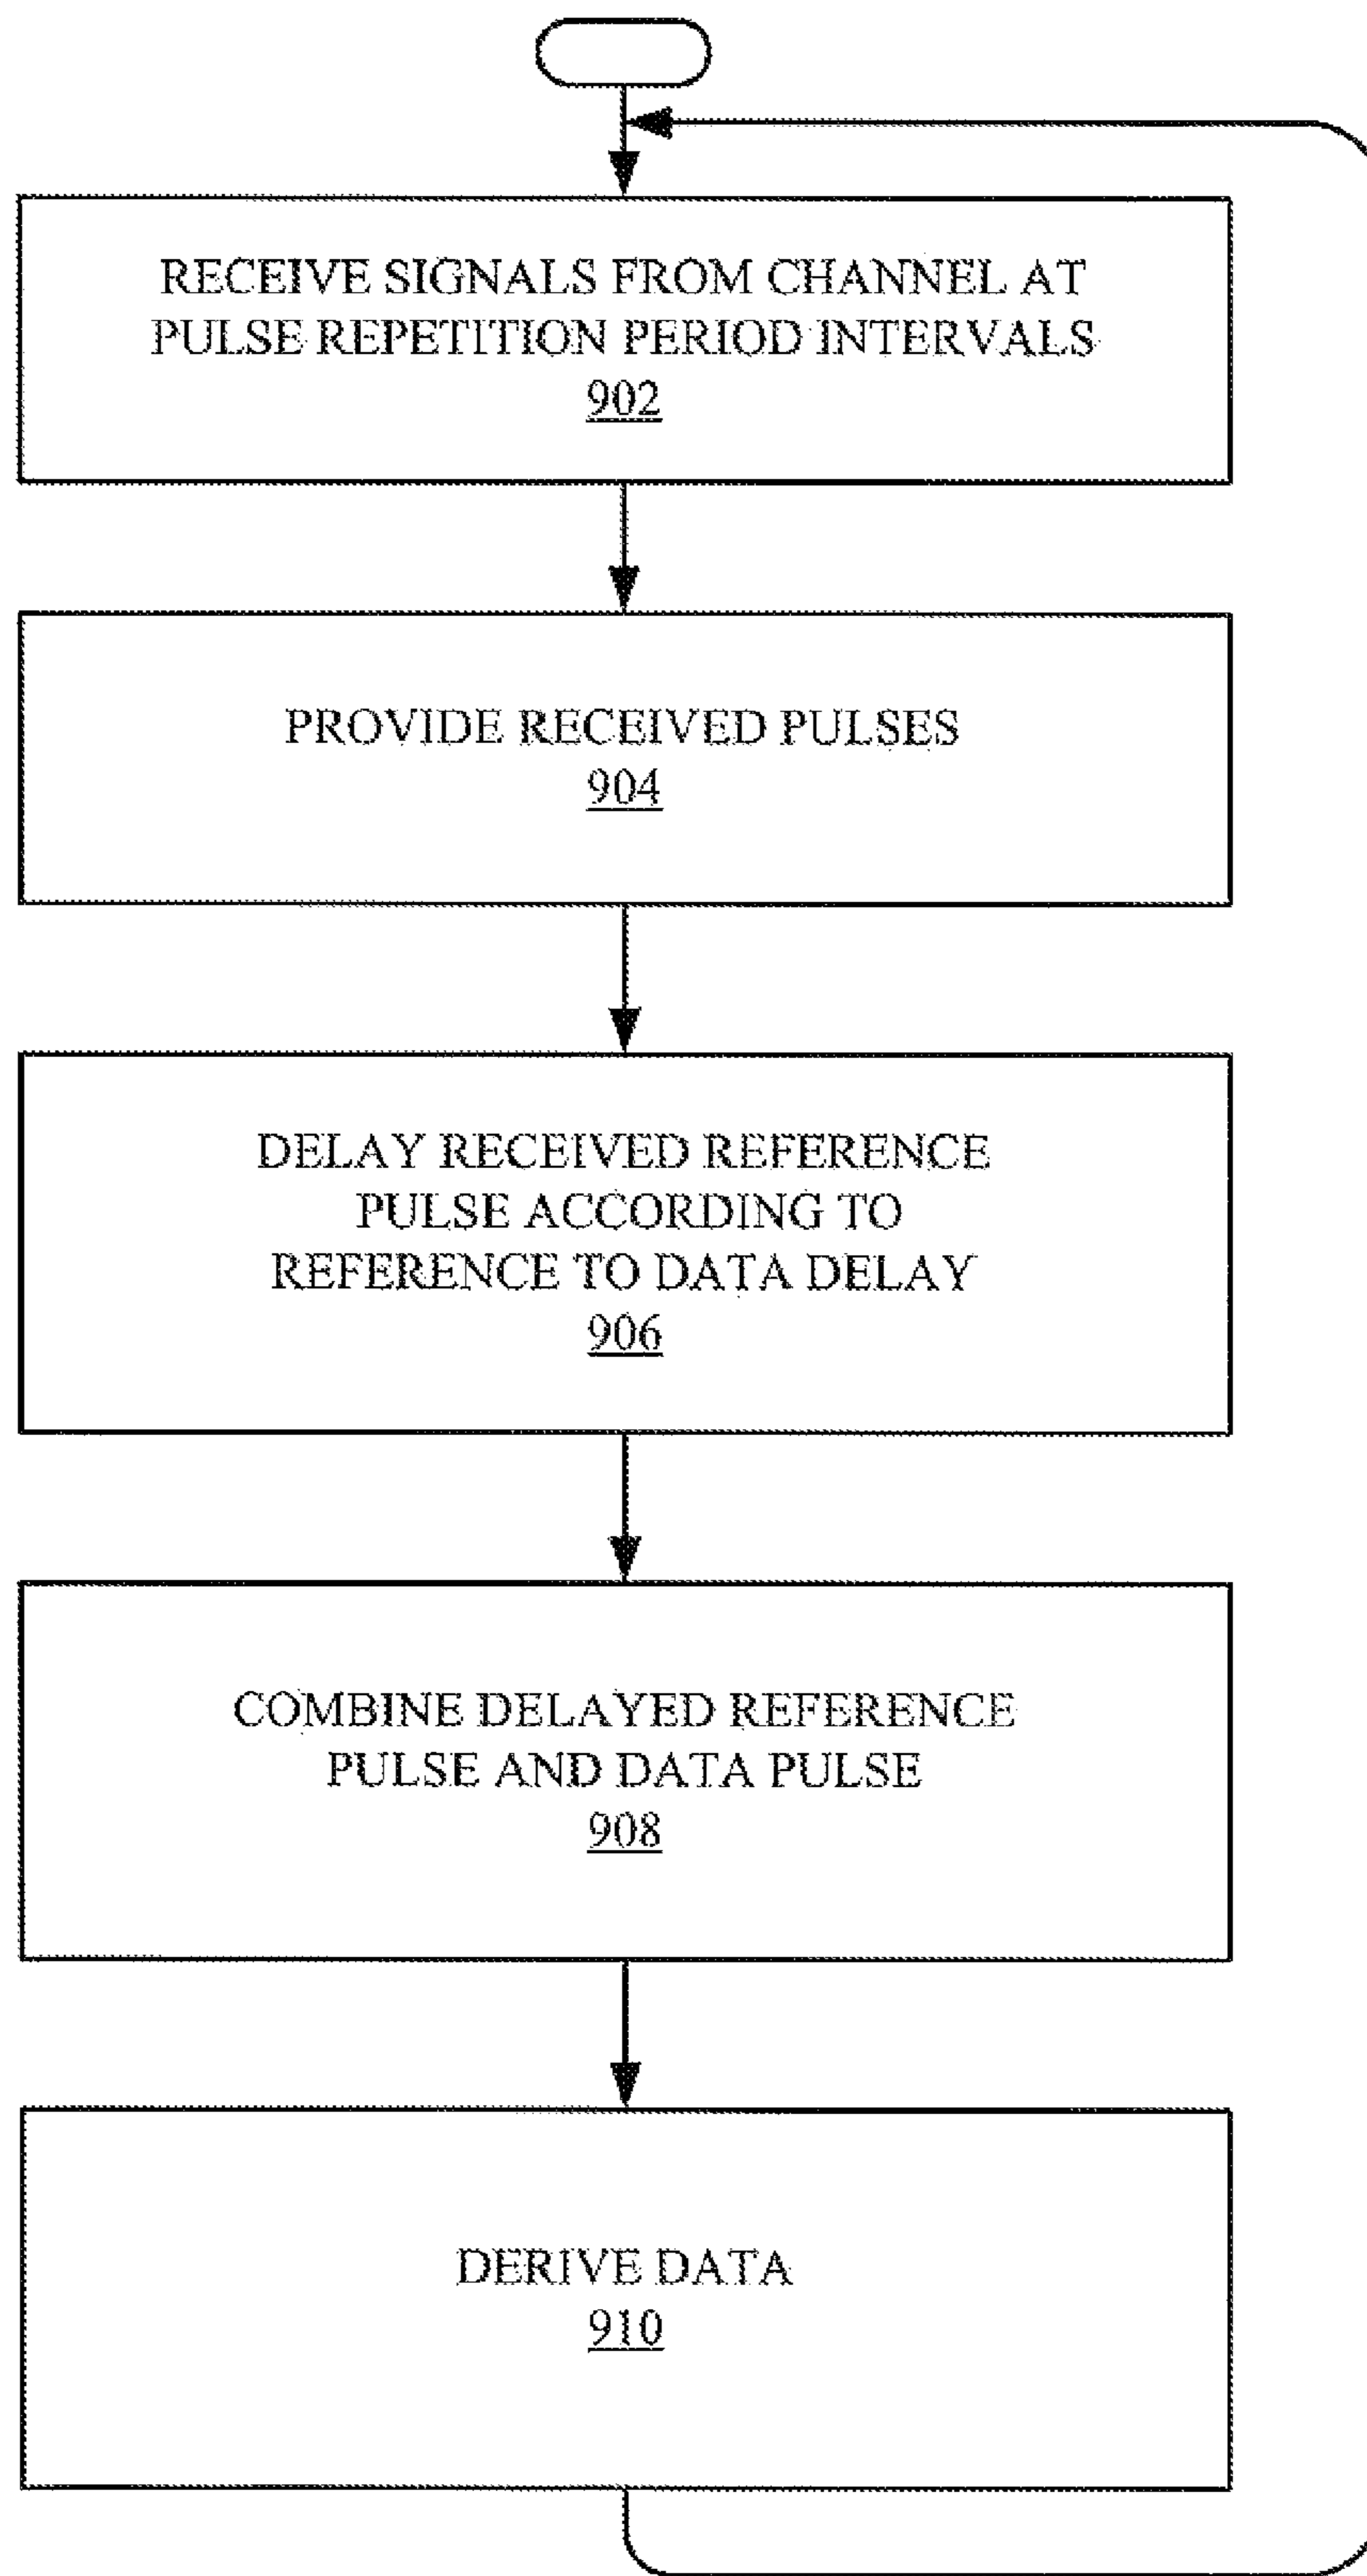 RECEIVE SIGNALS FROM CHANNEL AT
PULSE REPETITION PERIOD INTERVALS
902
PROVIDE RECEIVED PULSES
904
DELAY RECEIVED REFERENCE
PULSE ACCORDING TO
REFERENCE TO DATA DELAY
906
COMBINE DELAYED REFERENCE
PULSE AND DATA PULSE
908
DERIVE DATA
910